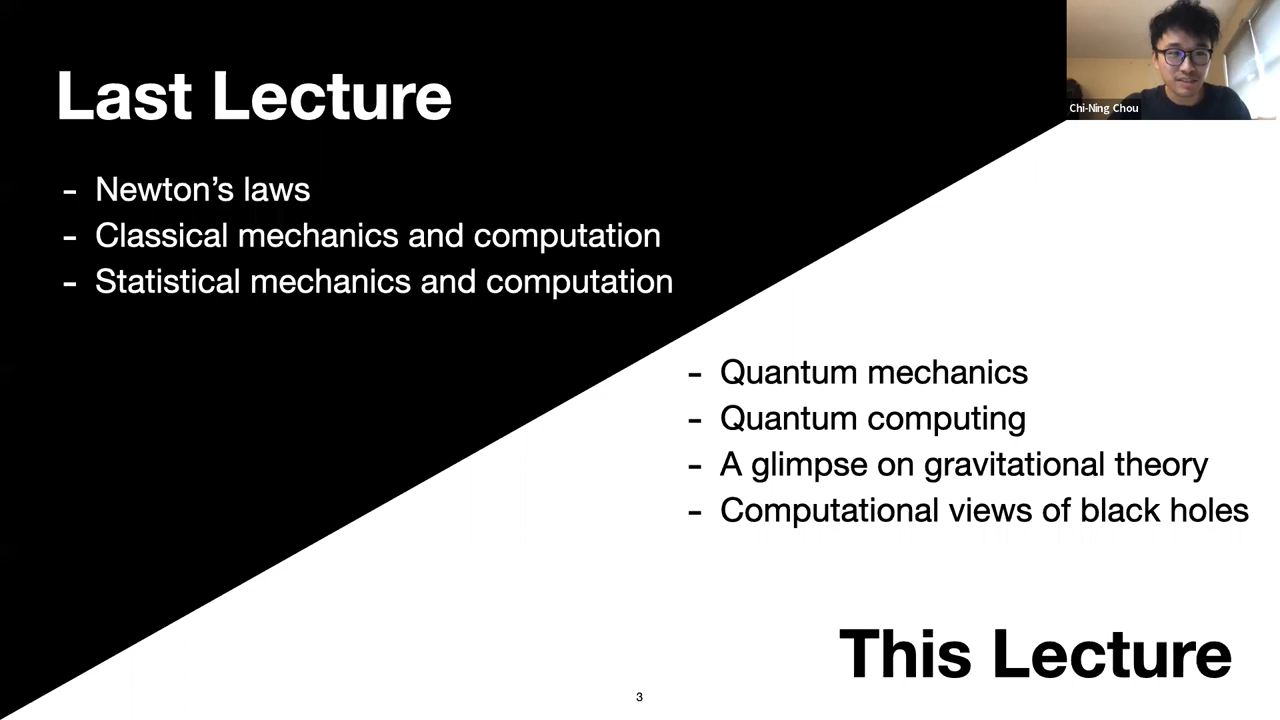 Last Lecture
- Newton’s laws
- Classical mechanics and computation
- Statistical mechanics and computation
Chi-Ning Chou
- Quantum mechanics
- Quantum computing
- A glimpse on gravitational theory
- Computational views of black holes
This Lecture
3